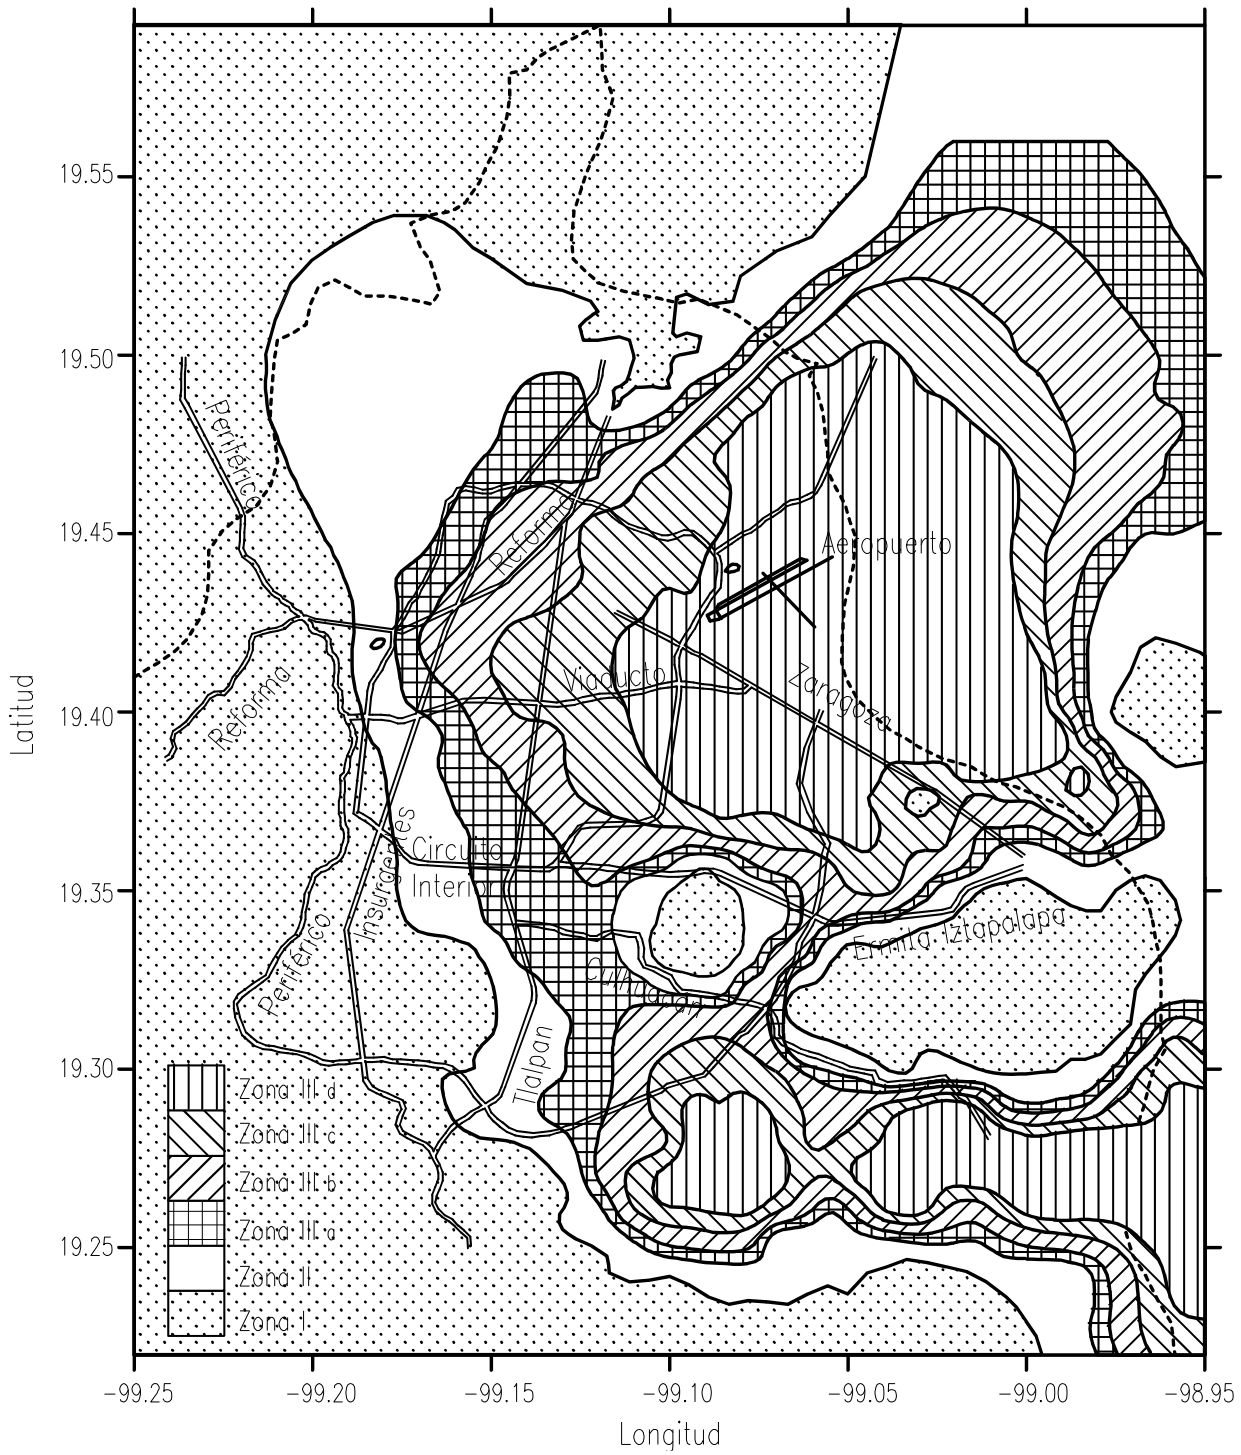 19.55
19.50
19.45
19.40
19.35
19.30
19.25
Latitud
Periférico
Reforma
Aeropuerto
Reforma
Viaducto
Zaragoza
Insurgentes
Circuito
Interior
Periférico
Ermita Iztapalapa
Culhuacán
Tlalpan
Zona III d
Zona III c
Zona III b
Zona III a
Zona II
Zona I
-99.25
-99.20
-99.15
-99.10
-99.05
-99.00
-98.95
Longitud